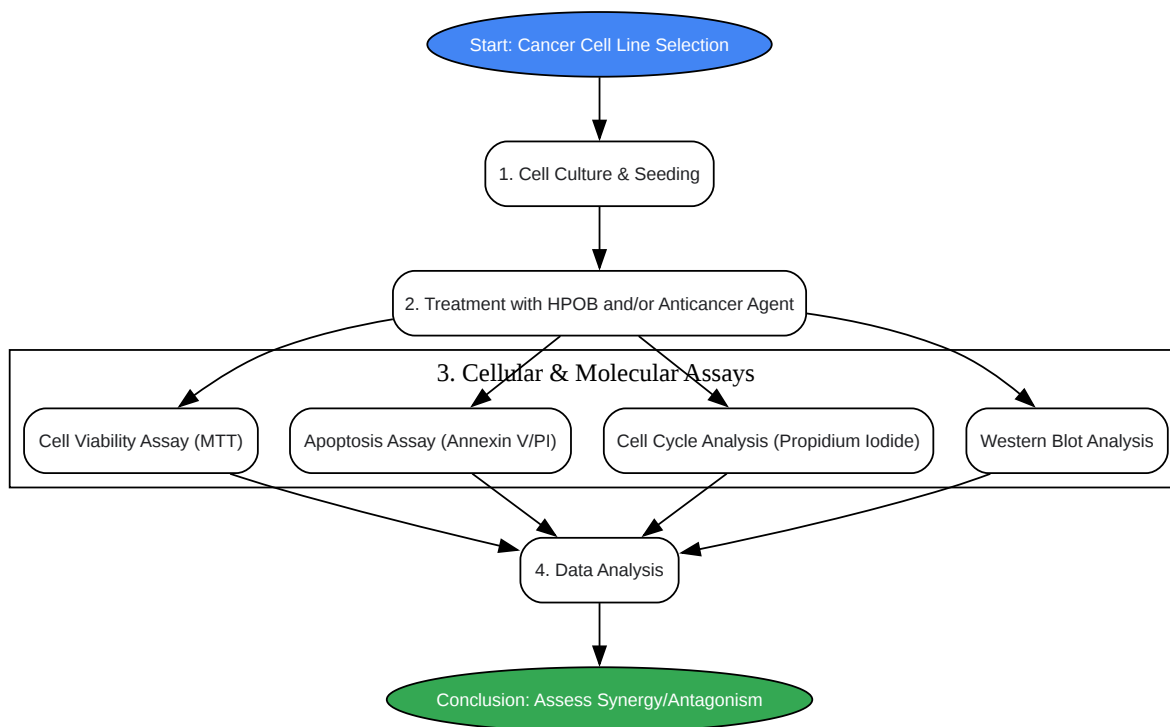 Start: Cancer Cell Line Selection
1. Cell Culture & Seeding
2. Treatment with HPOB and/or Anticancer Agent
3. Cellular & Molecular Assays
Cell Viability Assay (MTT)
Apoptosis Assay (Annexin V/PI)
Cell Cycle Analysis (Propidium Iodide)
Western Blot Analysis
4. Data Analysis
Conclusion: Assess Synergy/Antagonism